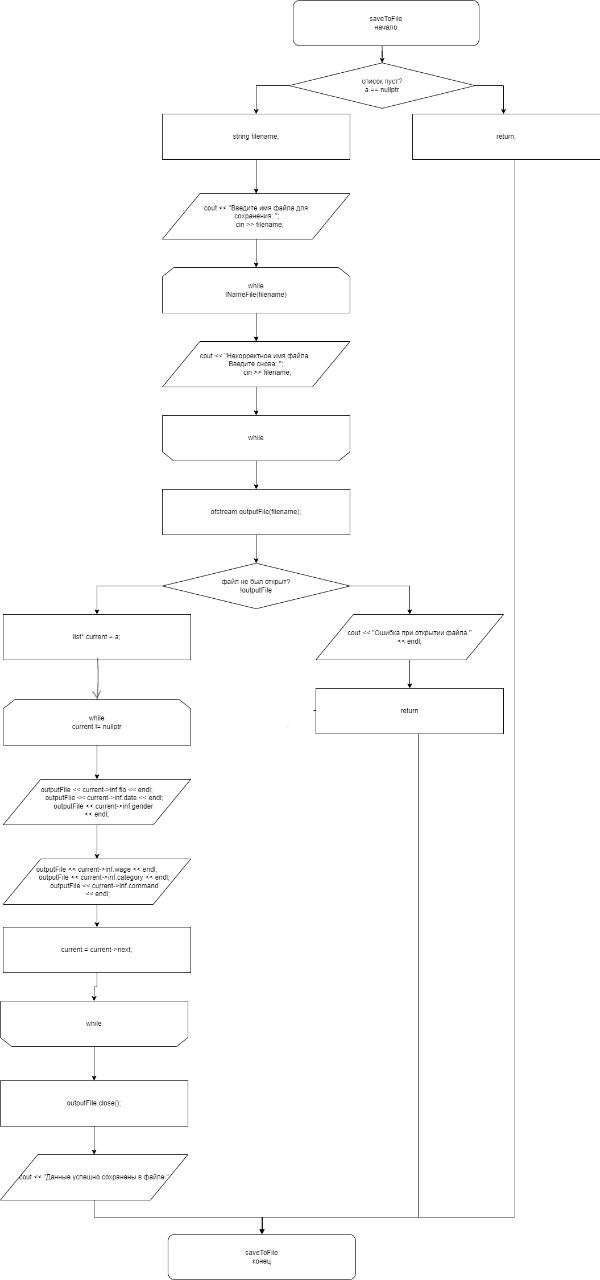 saveToFile
начало
список пуст?
a == nullptr
string filename;
return;
cout << "Введите имя файла для
сохранения: ";
cin >> filename;
while
!NameFile(filename)
cout << "Некорректное имя файла.
Введите снова: ";
cin >> filename;
while
ofstream outputFile(filename);
файл не был открыт?
!outputFile
list* current = a;
cout << "Ошибка при открытии файла."
<< endl;
while
current != nullptr
return
outputFile << current->inf.fio << endl;
outputFile << current->inf.date << endl;
outputFile << current->inf.gender
<< endl;
outputFile << current->inf.wage << endl;
outputFile << current->inf.category << endl;
outputFile << current->inf.command
<< endl;
current = current->next;
while
outputFile.close();
cout << "Данные успешно сохранены в файле."
saveToFile
конец